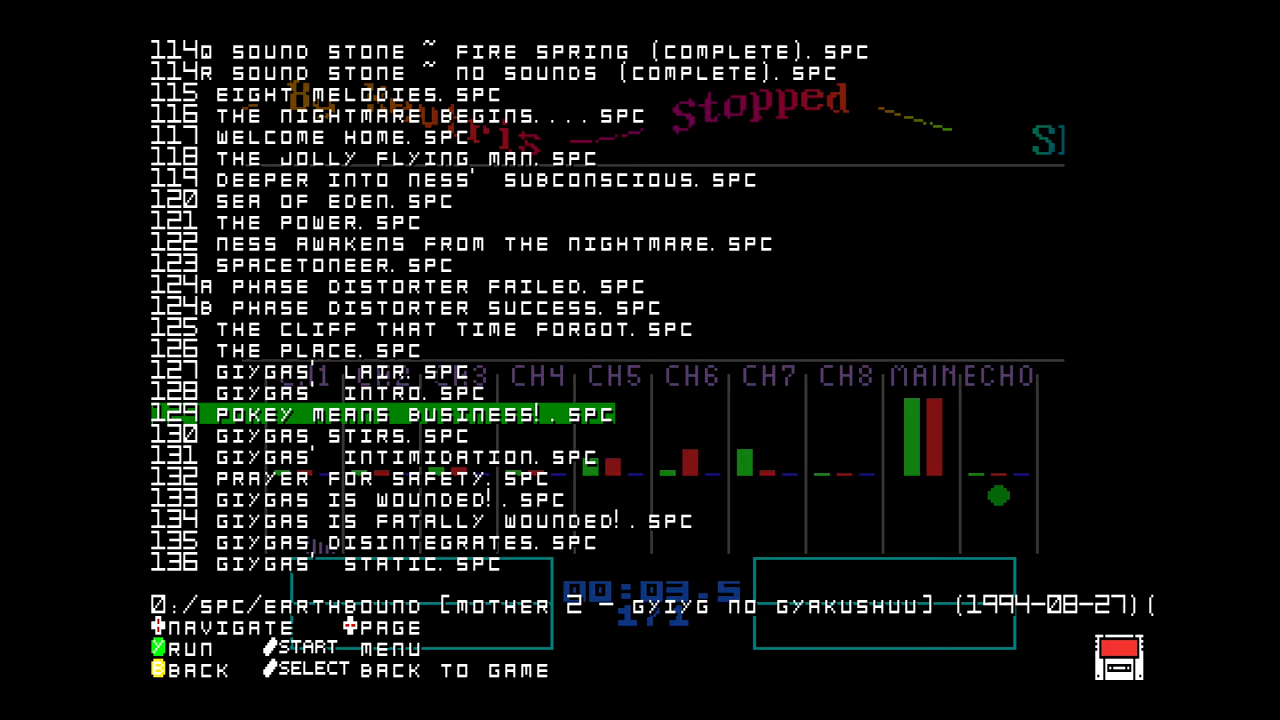 114Q SOUND STONE ~ FIRE SPRING (COMPLETE).SPC
114R SOUND STONE ~ NO SOUNDS (COMPLETE).SPC
115 EIGHT MELODIES.SPC
116 THE NIGHTMARE BEGINS....SPC
117 WELCOME HOME.SPC
118 THE JOLLY FLYING MAN.SPC
119 DEEPER INTO NESS' SUBCONSCIOUS.SPC
120 SEA OF EDEN.SPC
121 THE POWER.SPC
122 NESS AWAKENS FROM THE NIGHTMARE.SPC
123 SPACETONEER.SPC
124A PHASE DISTORTER FAILED.SPC
124B PHASE DISTORTER SUCCESS.SPC
125 THE CLIFF THAT TIME FORGOT.SPC
126 THE PLACE.SPC
127 GIYGAS' LAIR.SPC
128 GIYGAS' INTRO.SPC
129 POKEY MEANS BUSINESS!.SPC
130 GIYGAS STIRS.SPC
131 GIYGAS' INTIMIDATION.SPC
132 PRAYER FOR SAFETY.SPC
133 GIYGAS IS WOUNDED!.SPC
134 GIYGAS IS FATALLY WOUNDED!.SPC
135 GIYGAS DISINTEGRATES.SPC
136 GIYGAS' STATIC.SPC
Stopped
CH1 CH2 CH3 CH4 CH5 CH6 CH7 CH8 MAIN ECHO
00:03.5
1/1
0:/SPC/EARTHBOUND [MOTHER 2 - GYIYG NO GYAKUSHUU] (1994-08-27)(
NAVIGATE PAGE
Y RUN START MENU
B BACK SELECT BACK TO GAME